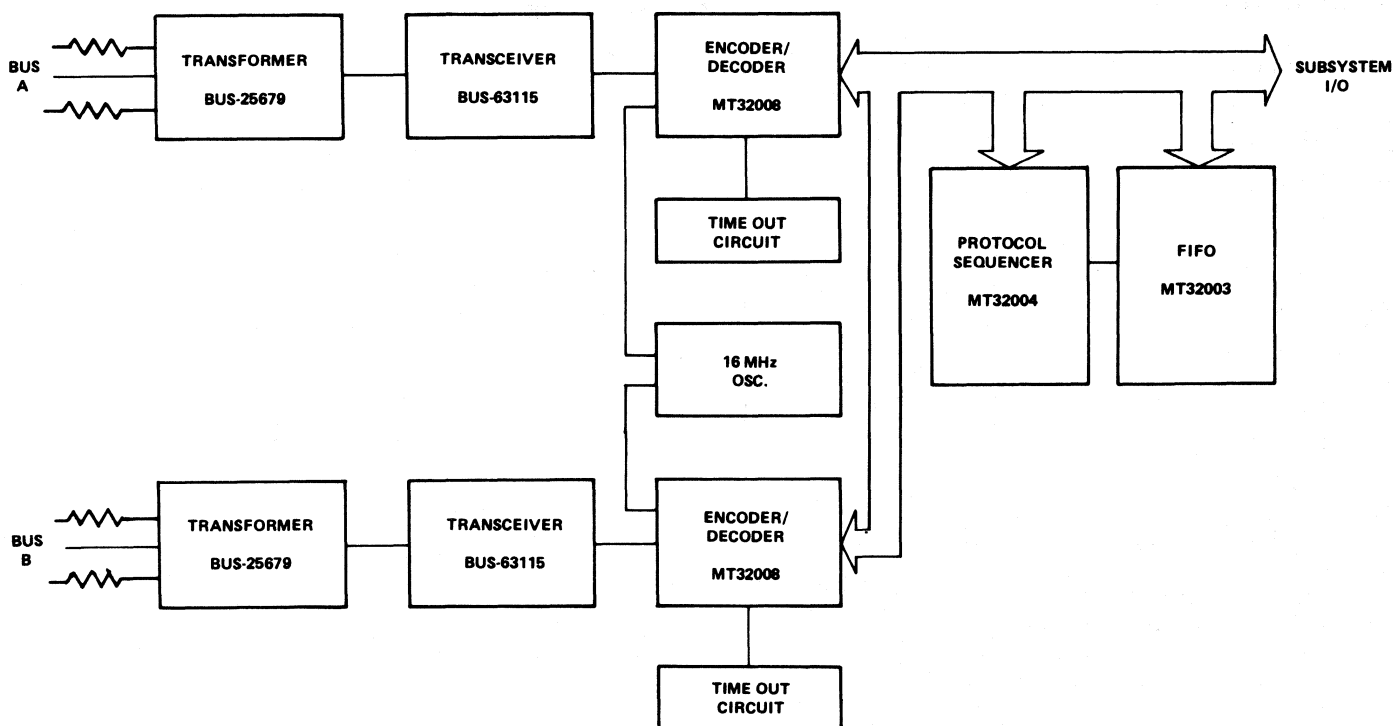 BUS
A
TRANSFORMER
BUS-25679
TRANSCEIVER
BUS-63115
ENCODER/
DECODER
MT32008
SUBSYSTEM
I/O
TIME OUT
CIRCUIT
PROTOCOL
SEQUENCER
MT32004
FIFO
MT32003
16 MHz
OSC.
BUS
B
TRANSFORMER
BUS-25679
TRANSCEIVER
BUS-63115
ENCODER/
DECODER
MT32008
TIME OUT
CIRCUIT